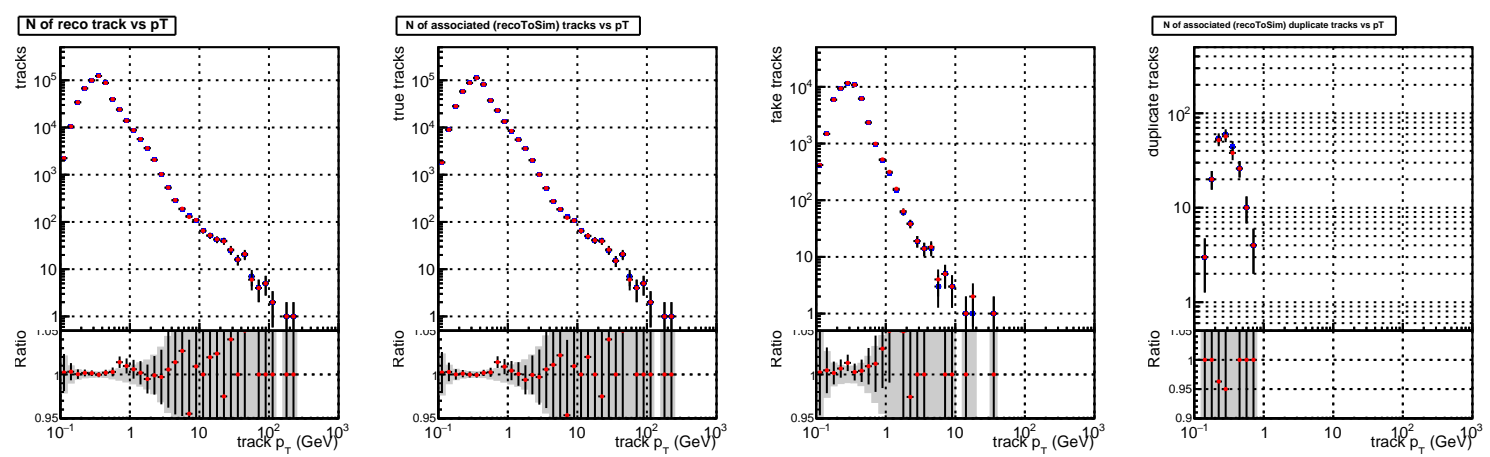 N of reco track vs pT
tracks
10^5
10^4
10^3
10^2
10
1
Ratio
1.05
1
0.95
10^-1 1 10 10^2 10^3
track p_T (GeV)
N of associated (recoToSim) tracks vs pT
true tracks
10^5
10^4
10^3
10^2
10
1
Ratio
1.05
1
0.95
10^-1 1 10 10^2 10^3
track p_T (GeV)
fake tracks
10^4
10^3
10^2
10
1
Ratio
1.05
1
0.95
10^-1 1 10 10^2 10^3
track p_T (GeV)
N of associated (recoToSim) duplicate tracks vs pT
duplicate tracks
10^2
10
1
Ratio
1.05
1
0.95
0.9
10^-1 1 10 10^2 10^3
track p_T (GeV)